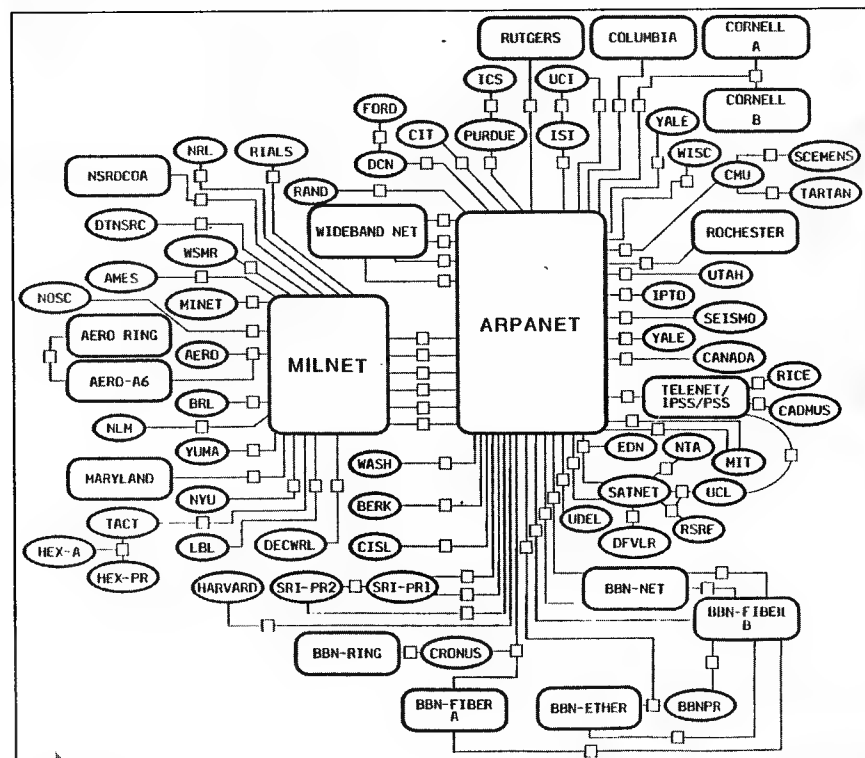 RUTGERS
COLUMBIA
CORNELL
A
ICS
UCI
FORD
CORNELL
B
CIT
PURDUE
ISI
YALE
NRL
RIALS
DCN
WISC
SCEMENS
NSRDCOA
CMU
RAND
TARTAN
DTNSRC
WIDEBAND NET
ROCHESTER
WSMR
AMES
UTAH
NOSC
MINET
IPTO
AERO RING
MILNET
ARPANET
SEISMO
AERO
YALE
CANADA
AERO-A6
RICE
TELENET/
IPSS/PSS
BRL
CADMUS
NLM
YUMA
EDN
NTA
MIT
WASH
MARYLAND
NYU
SATNET
UCL
BERK
TACT
UDEL
RSRE
LBL
DECWRL
CISL
DFVLR
HEX-A
HEX-PR
HARVARD
SRI-PR2
SRI-PR1
BBN-NET
BBN-FIBER
B
BBN-RING
CRONUS
BBN-FIBER
A
BBN-ETHER
BBNPR